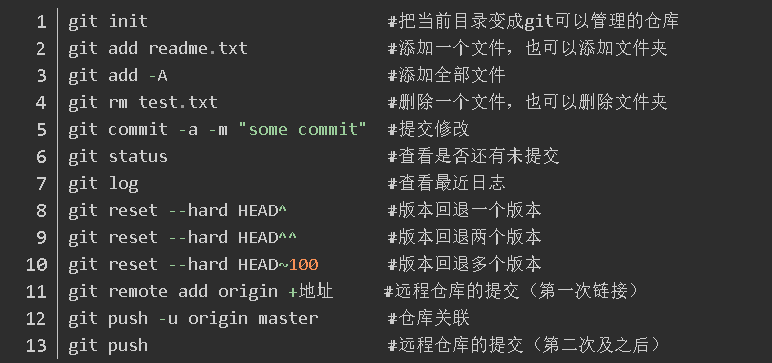 1 git init #把当前目录变成git可以管理的仓库
2 git add readme.txt #添加一个文件，也可以添加文件夹
3 git add -A #添加全部文件
4 git rm test.txt #删除一个文件，也可以删除文件夹
5 git commit -a -m "some commit" #提交修改
6 git status #查看是否还有未提交
7 git log #查看最近日志
8 git reset --hard HEAD^ #版本回退一个版本
9 git reset --hard HEAD^^ #版本回退两个版本
10 git reset --hard HEAD~100 #版本回退多个版本
11 git remote add origin +地址 #远程仓库的提交（第一次链接）
12 git push -u origin master #仓库关联
13 git push #远程仓库的提交（第二次及之后）